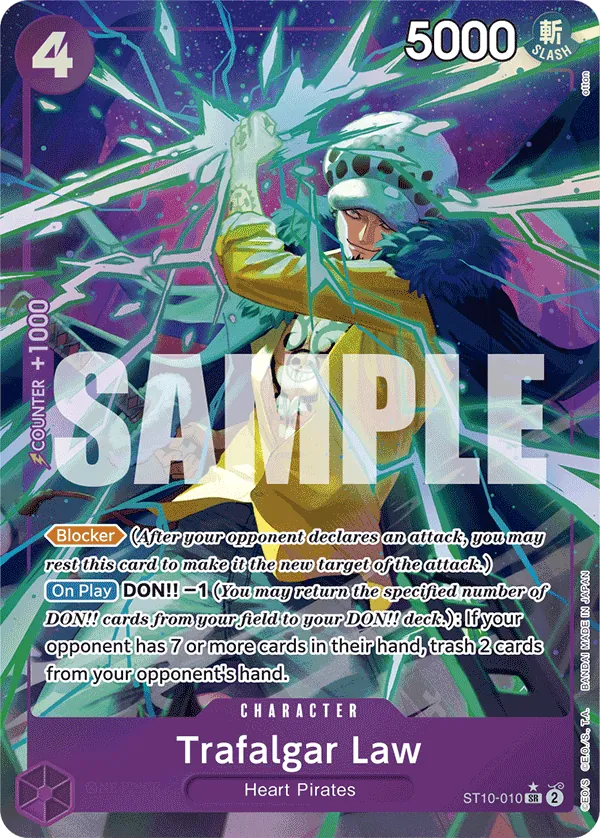 4
5000
斬
SLASH
otton
COUNTER +1000
SAMPLE
Blocker (After your opponent declares an attack, you may
rest this card to make it the new target of the attack.)
On Play DON!! −1 (You may return the specified number of
DON!! cards from your field to your DON!! deck.): If your
opponent has 7 or more cards in their hand, trash 2 cards
from your opponent's hand.
CHARACTER
Trafalgar Law
Heart Pirates
ST10-010 SR 2
©E.O/S ©E.O./S., T.A. BANDAI MADE IN JAPAN